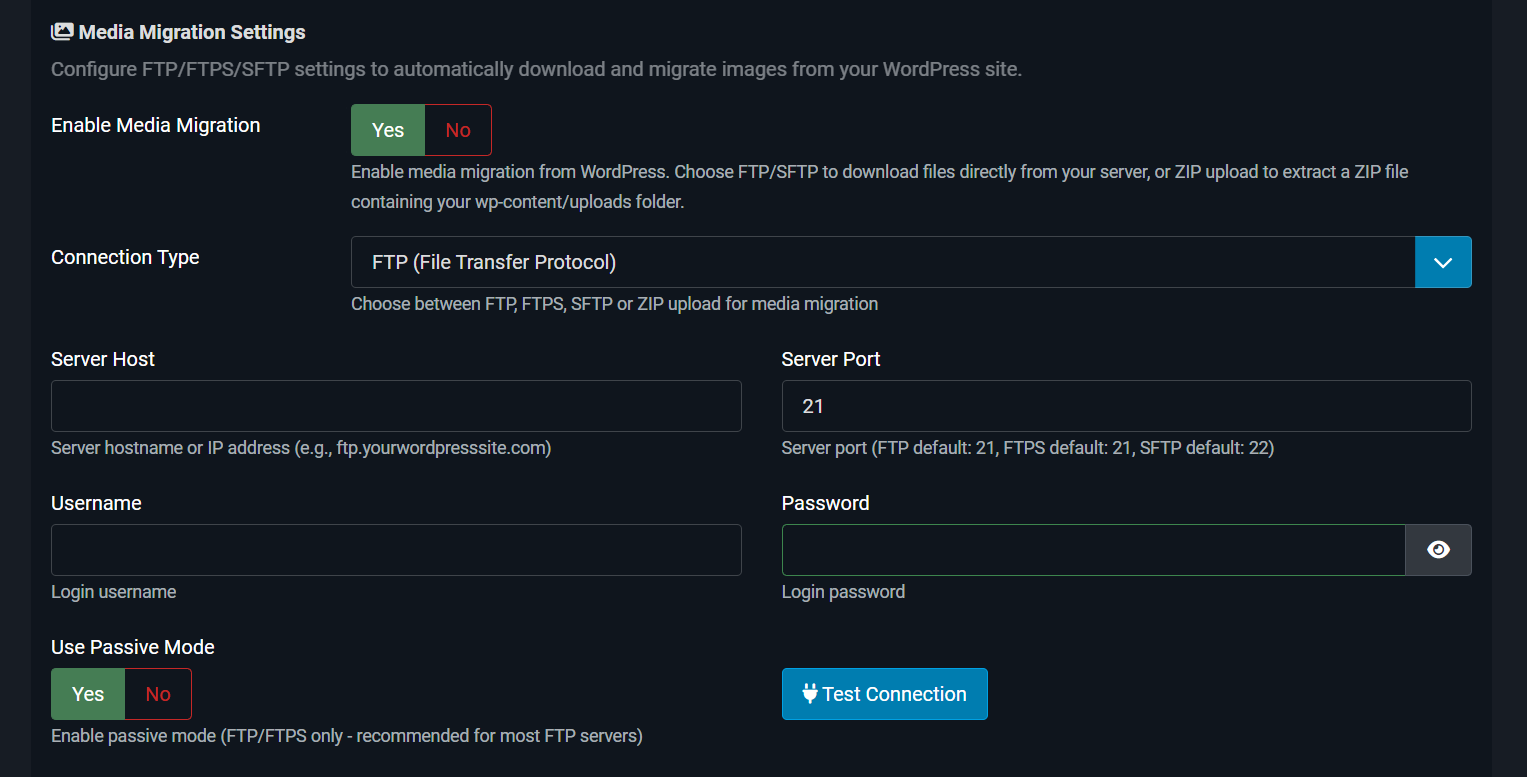 Media Migration Settings
Configure FTP/FTPS/SFTP settings to automatically download and migrate images from your WordPress site.
Enable Media Migration
Yes No
Enable media migration from WordPress. Choose FTP/SFTP to download files directly from your server, or ZIP upload to extract a ZIP file
containing your wp-content/uploads folder.
Connection Type
FTP (File Transfer Protocol)
Choose between FTP, FTPS, SFTP or ZIP upload for media migration
Server Host
Server hostname or IP address (e.g., ftp.yourwordpresssite.com)
Server Port
21
Server port (FTP default: 21, FTPS default: 21, SFTP default: 22)
Username
Login username
Password
Login password
Use Passive Mode
Yes No
Enable passive mode (FTP/FTPS only - recommended for most FTP servers)
Test Connection